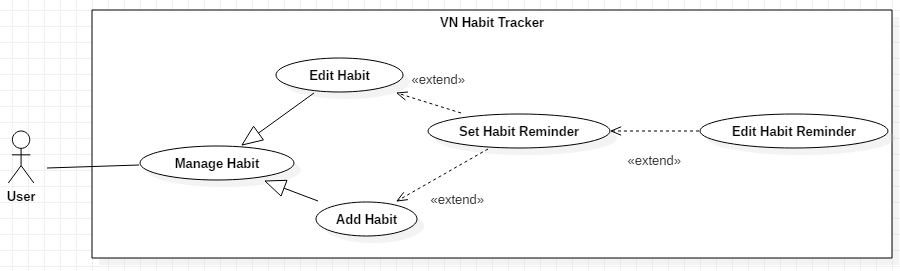 VN Habit Tracker
Edit Habit
«extend»
Set Habit Reminder
Edit Habit Reminder
«extend»
Manage Habit
User
«extend»
Add Habit